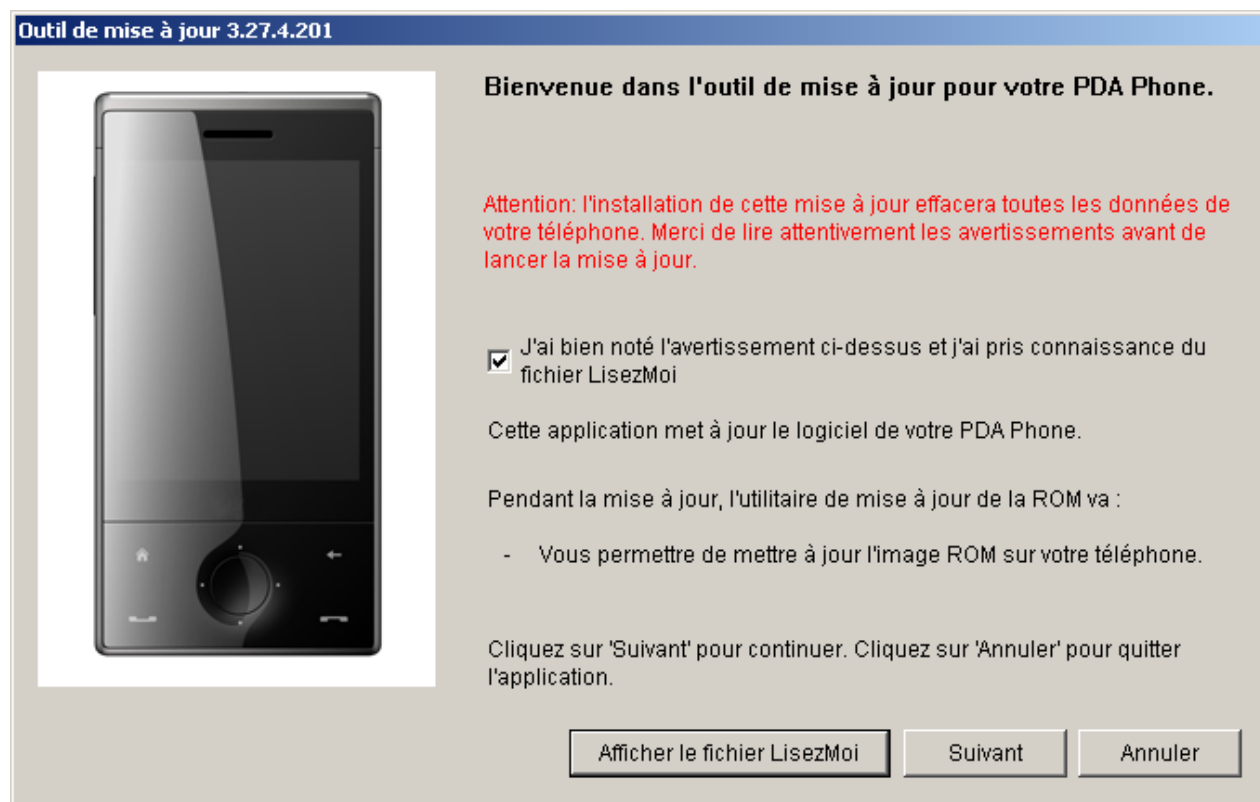 Outil de mise à jour 3.27.4.201
Bienvenue dans l'outil de mise à jour pour votre PDA Phone.
Attention: l'installation de cette mise à jour effacera toutes les données de
votre téléphone. Merci de lire attentivement les avertissements avant de
lancer la mise à jour.
J'ai bien noté l'avertissement ci-dessus et j'ai pris connaissance du
fichier LisezMoi
Cette application met à jour le logiciel de votre PDA Phone.
Pendant la mise à jour, l'utilitaire de mise à jour de la ROM va :
- Vous permettre de mettre à jour l'image ROM sur votre téléphone.
Cliquez sur 'Suivant' pour continuer. Cliquez sur 'Annuler' pour quitter
l'application.
Afficher le fichier LisezMoi Suivant Annuler